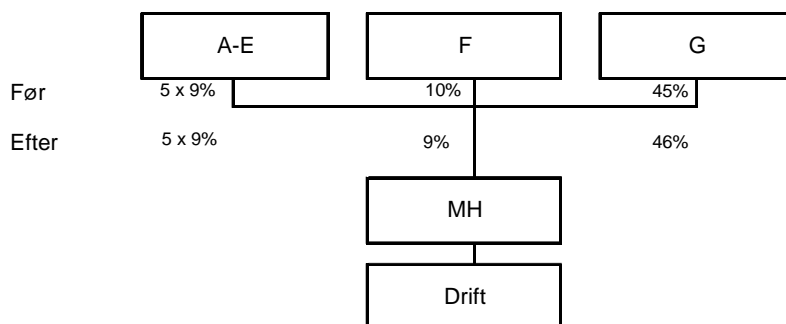 A-E F G
Før 5 x 9% 10% 45%
Efter 5 x 9% 9% 46%
MH
Drift